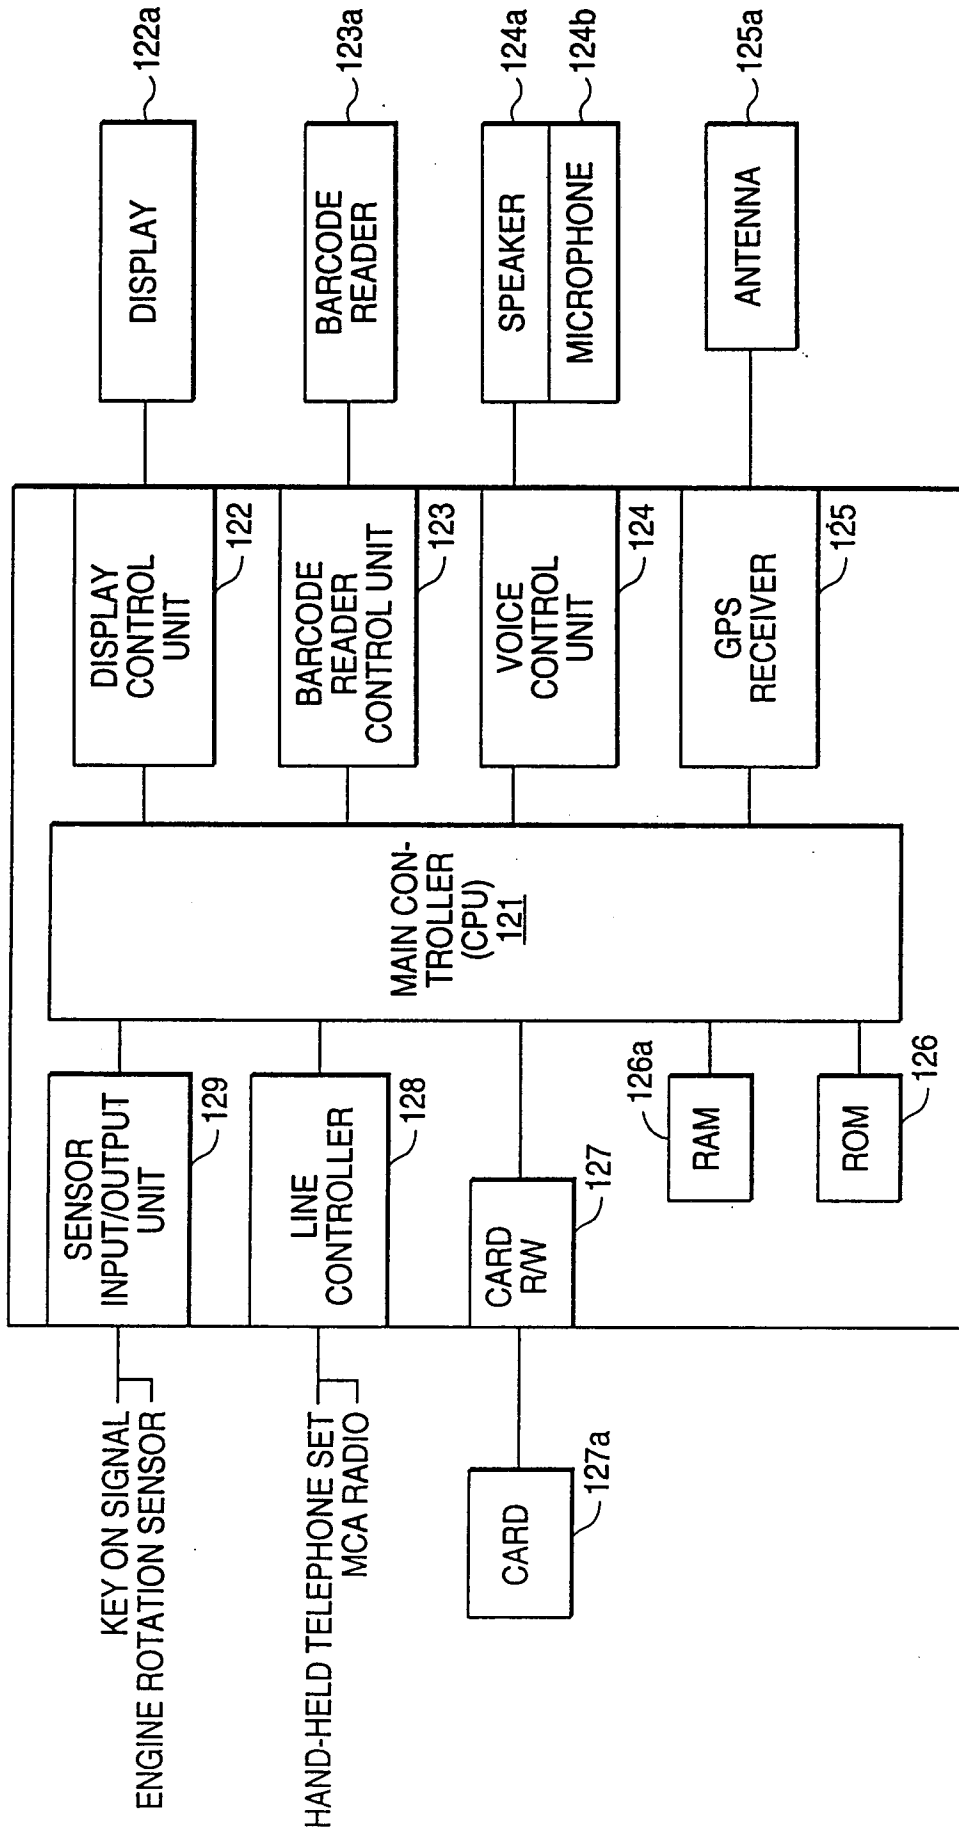 KEY ON SIGNAL
ENGINE ROTATION SENSOR
SENSOR
INPUT/OUTPUT
UNIT
129
HAND-HELD TELEPHONE SET
MCA RADIO
LINE
CONTROLLER
128
CARD
127a
CARD
R/W
127
RAM
126a
ROM
126
MAIN CON-
TROLLER
(CPU)
121
DISPLAY
CONTROL
UNIT
122
BARCODE
READER
CONTROL UNIT
123
VOICE
CONTROL
UNIT
124
GPS
RECEIVER
125
DISPLAY
122a
BARCODE
READER
123a
SPEAKER
124a
MICROPHONE
124b
ANTENNA
125a